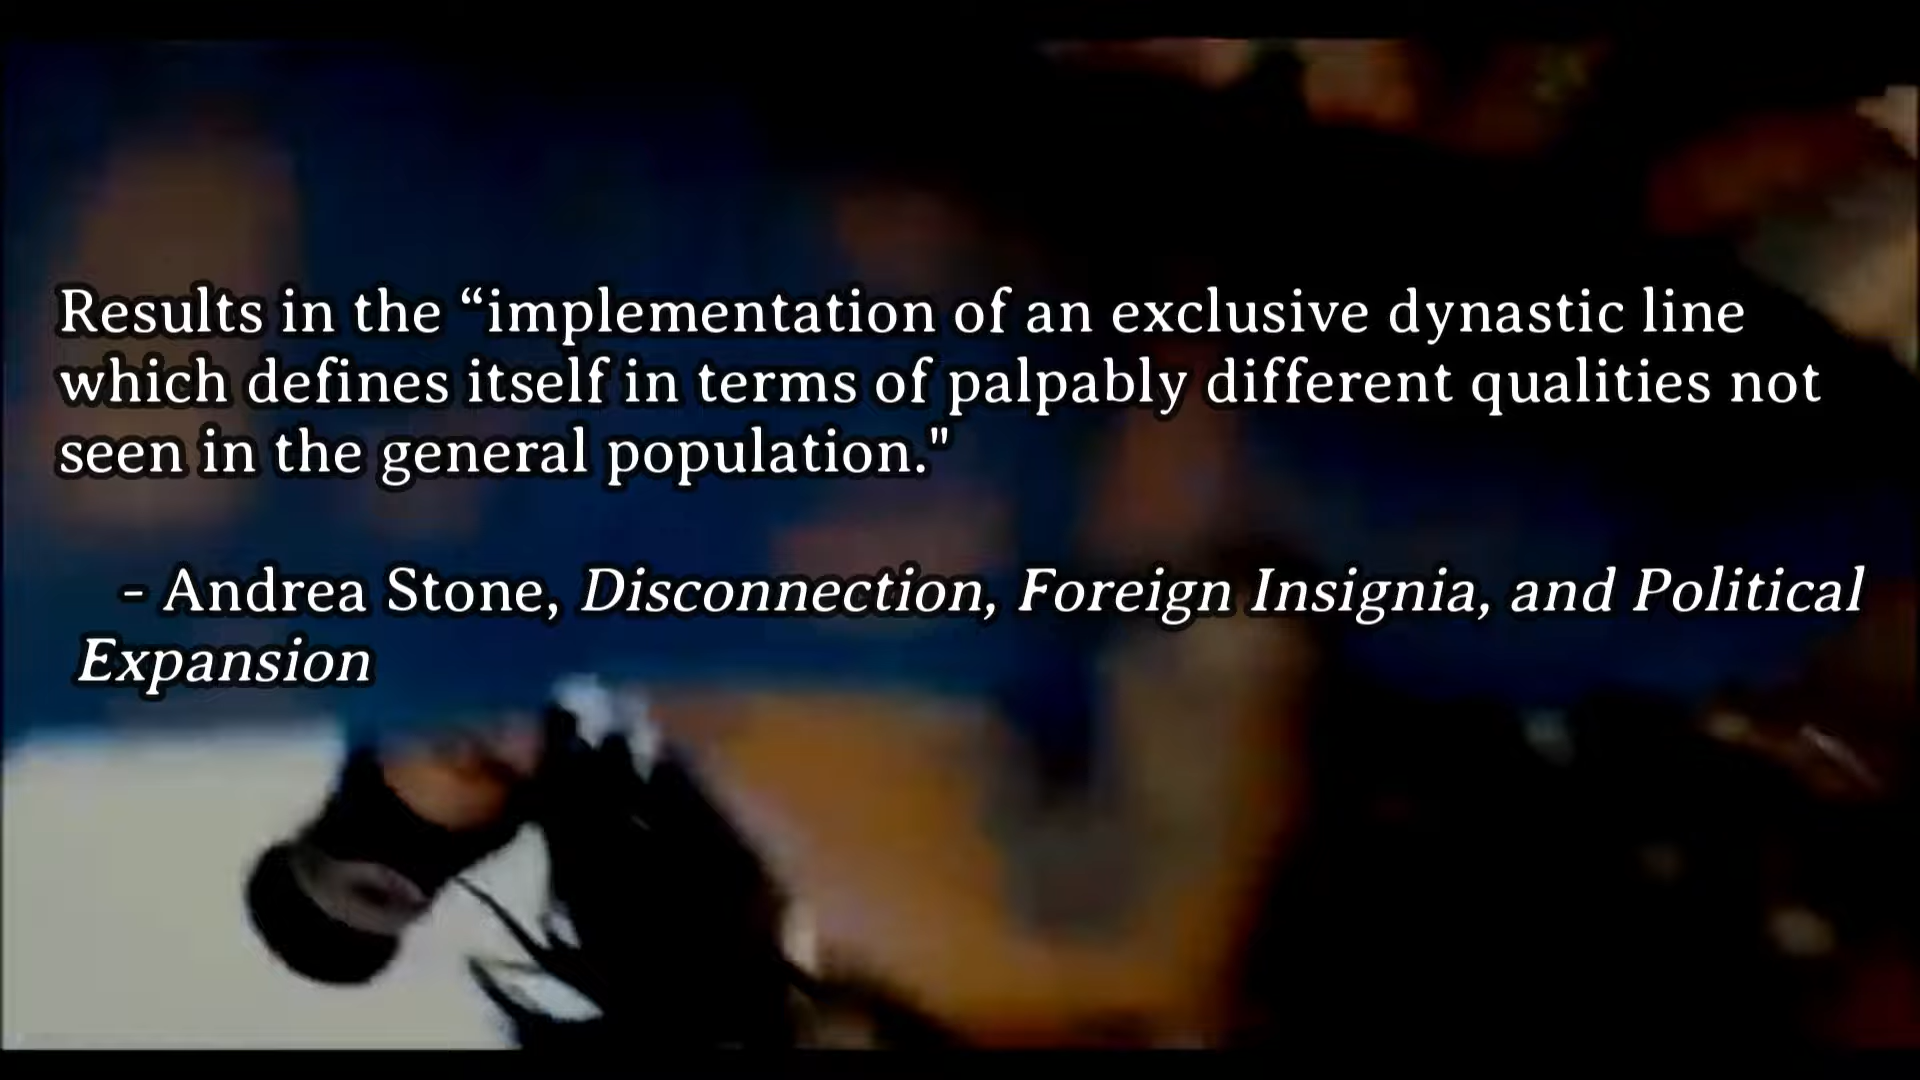 Results in the “implementation of an exclusive dynastic line
which defines itself in terms of palpably different qualities not
seen in the general population."
- Andrea Stone, Disconnection, Foreign Insignia, and Political
Expansion